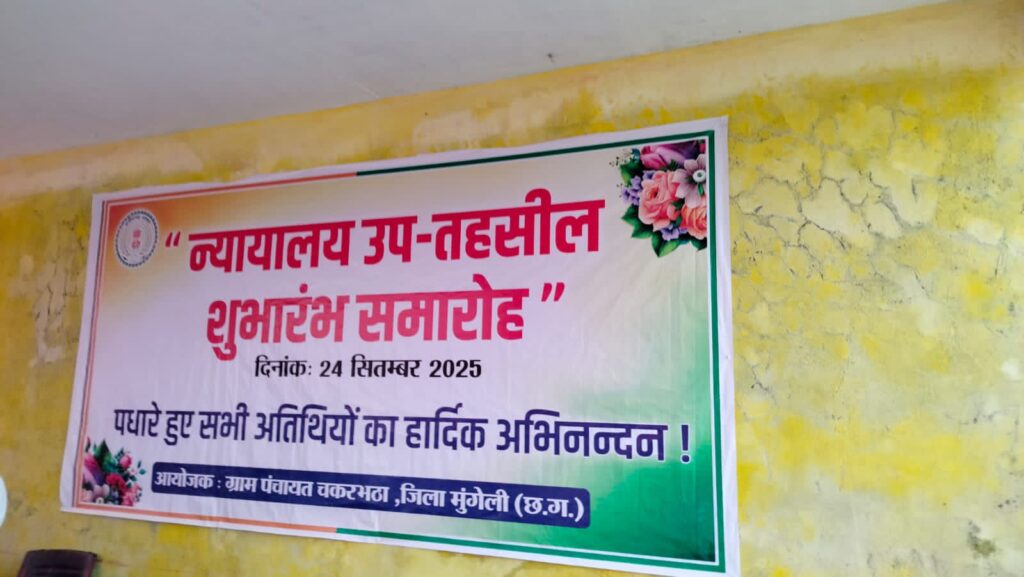 “ न्यायालय उप-तहसील
शुभारंभ समारोह ”
दिनांकः 24 सितम्बर 2025
पधारे हुए सभी अतिथियों का हार्दिक अभिनन्दन !
आयोजक : ग्राम पंचायत चकरभठा ,जिला मुंगेली (छ.ग.)